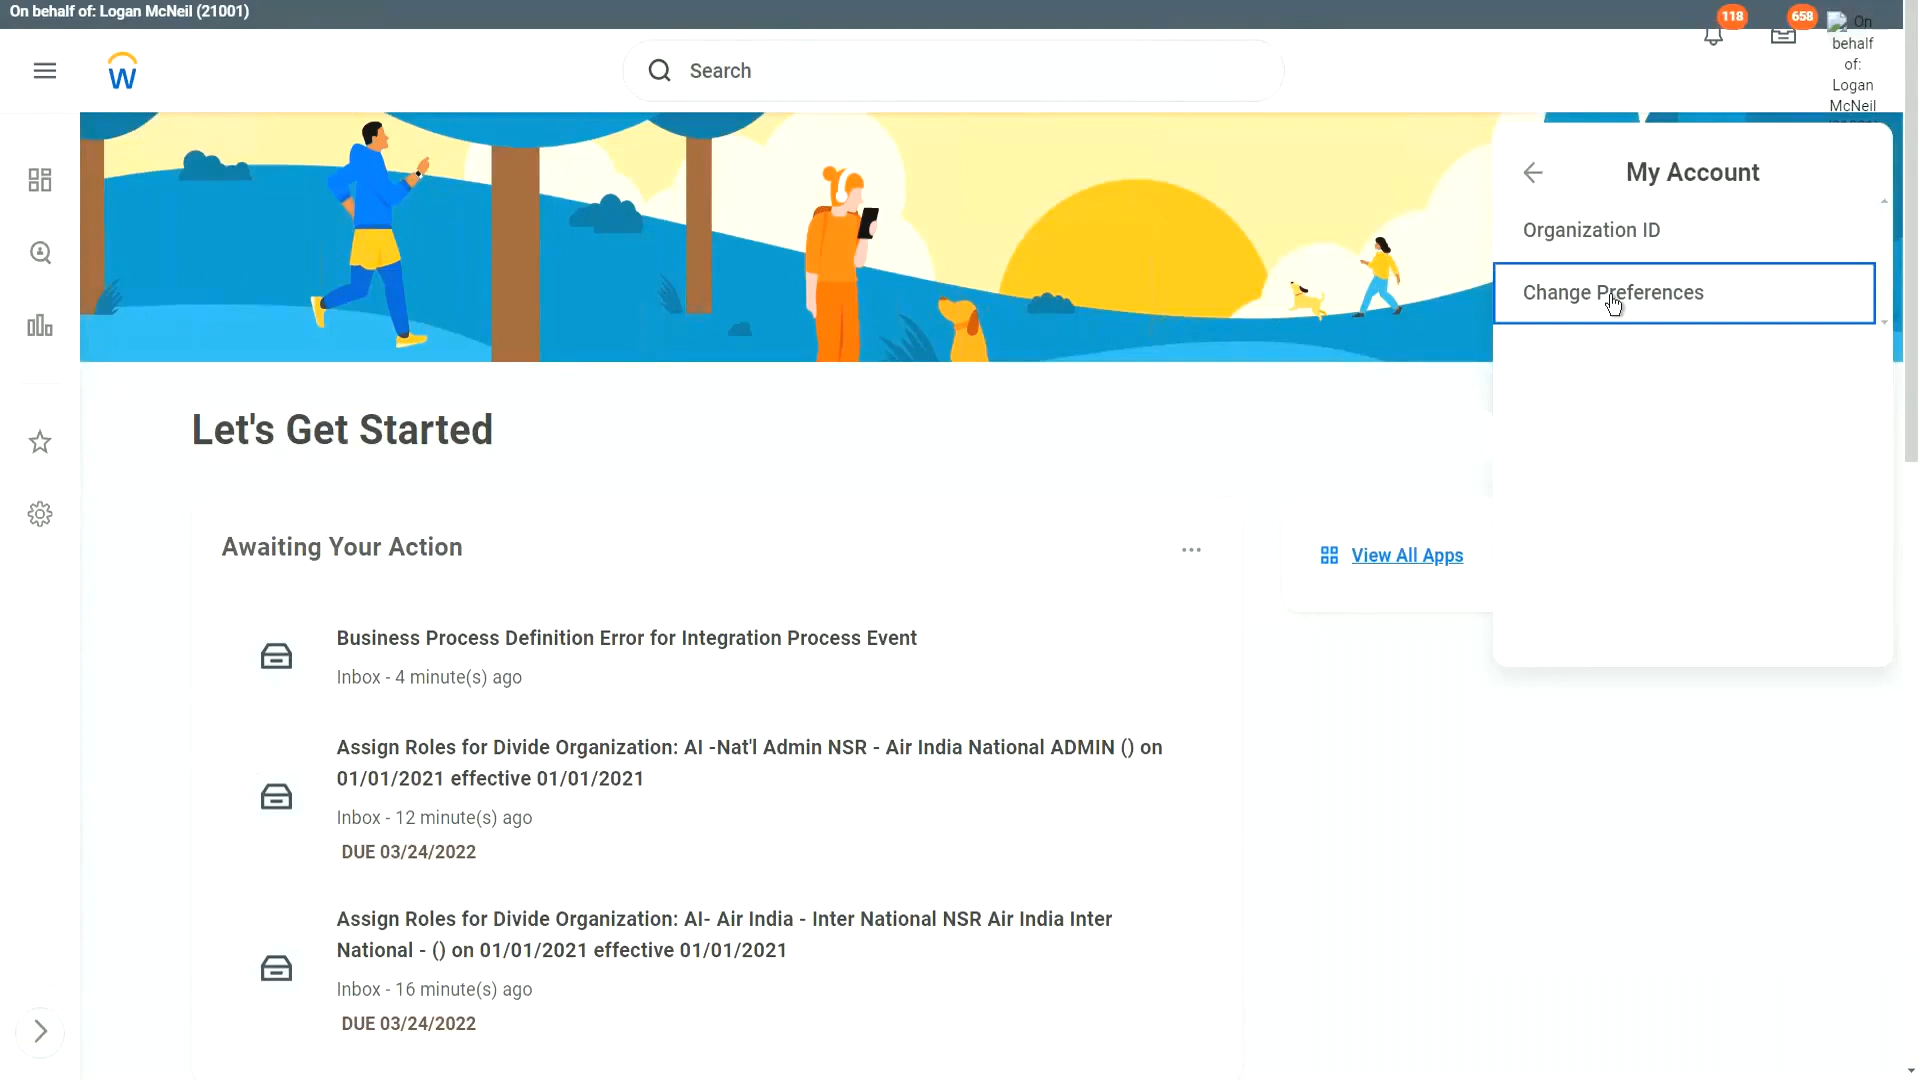 On behalf of: Logan McNeil (21001)
118
658
On
behalf
of:
Logan
McNeil
W
Search
My Account
Organization ID
Change Preferences
Let's Get Started
Awaiting Your Action
View All Apps
Business Process Definition Error for Integration Process Event
Inbox - 4 minute(s) ago
Assign Roles for Divide Organization: AI -Nat'l Admin NSR - Air India National ADMIN () on
01/01/2021 effective 01/01/2021
Inbox - 12 minute(s) ago
DUE 03/24/2022
Assign Roles for Divide Organization: AI- Air India - Inter National NSR Air India Inter
National - () on 01/01/2021 effective 01/01/2021
Inbox - 16 minute(s) ago
DUE 03/24/2022